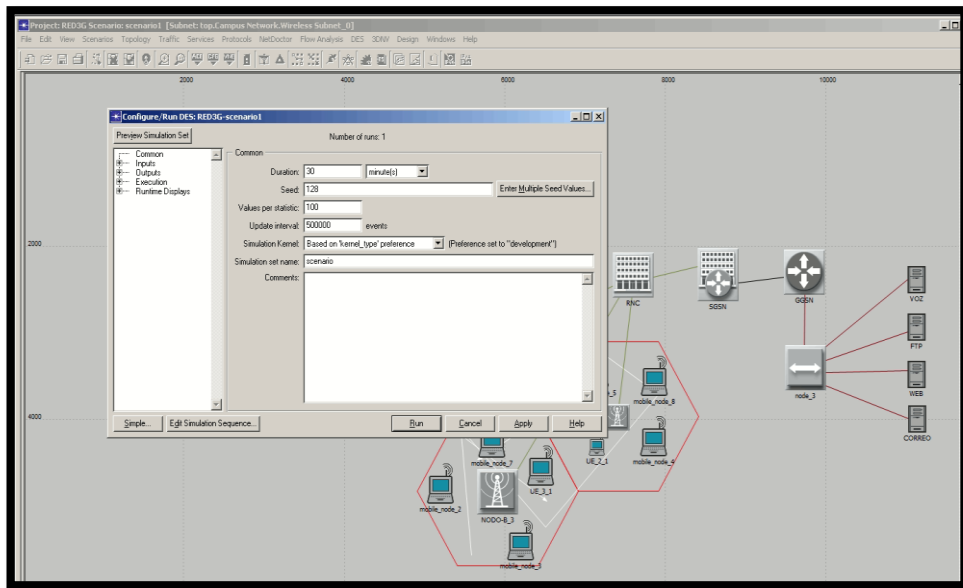 Project: RED3G Scenario: scenario1 [Subnet: top.Campus Network.Wireless Subnet_0]
File Edit View Scenarios Topology Traffic Services Protocols NetDoctor Flow Analysis DES 3DNV Design Windows Help
2000 4000 6000 8000 10000
Configure/Run DES: RED3G-scenario1
Preview Simulation Set
Number of runs: 1
Common
Inputs
Outputs
Execution
Runtime Displays
Common
Duration: 30 minute(s)
Seed: 128 Enter Multiple Seed Values...
Values per statistic: 100
Update interval: 500000 events
Simulation Kernel: Based on 'kernel_type' preference (Preference set to "development")
Simulation set name: scenario
Comments:
Simple... Edit Simulation Sequence... Run Cancel Apply Help
2000
4000
RNC
SGSN
GGSN
VOZ
FTP
WEB
CORREO
node_3
_5
mobile_node_8
UE_2_1
mobile_node_4
mobile_node_7
UE_3_1
mobile_node_2
NODO-B_3